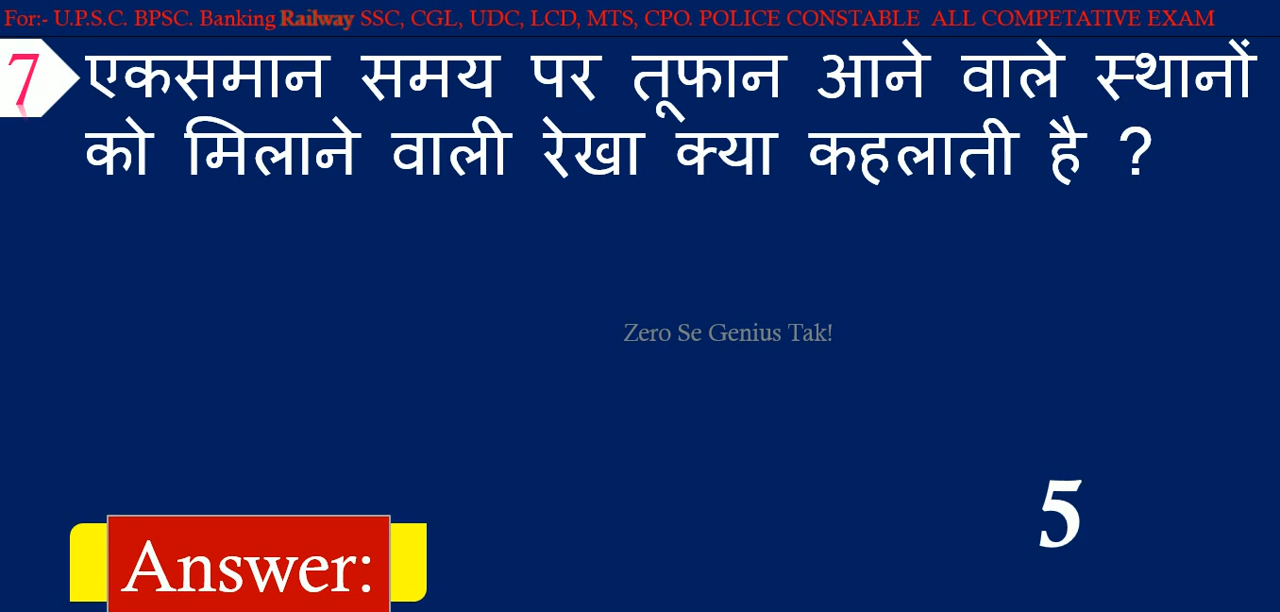 For:- U.P.S.C. BPSC. Banking Railway SSC, CGL, UDC, LCD, MTS, CPO. POLICE CONSTABLE ALL COMPETATIVE EXAM
7 एकसमान समय पर तूफान आने वाले स्थानों
को मिलाने वाली रेखा क्या कहलाती है ?
Zero Se Genius Tak!
5
Answer: